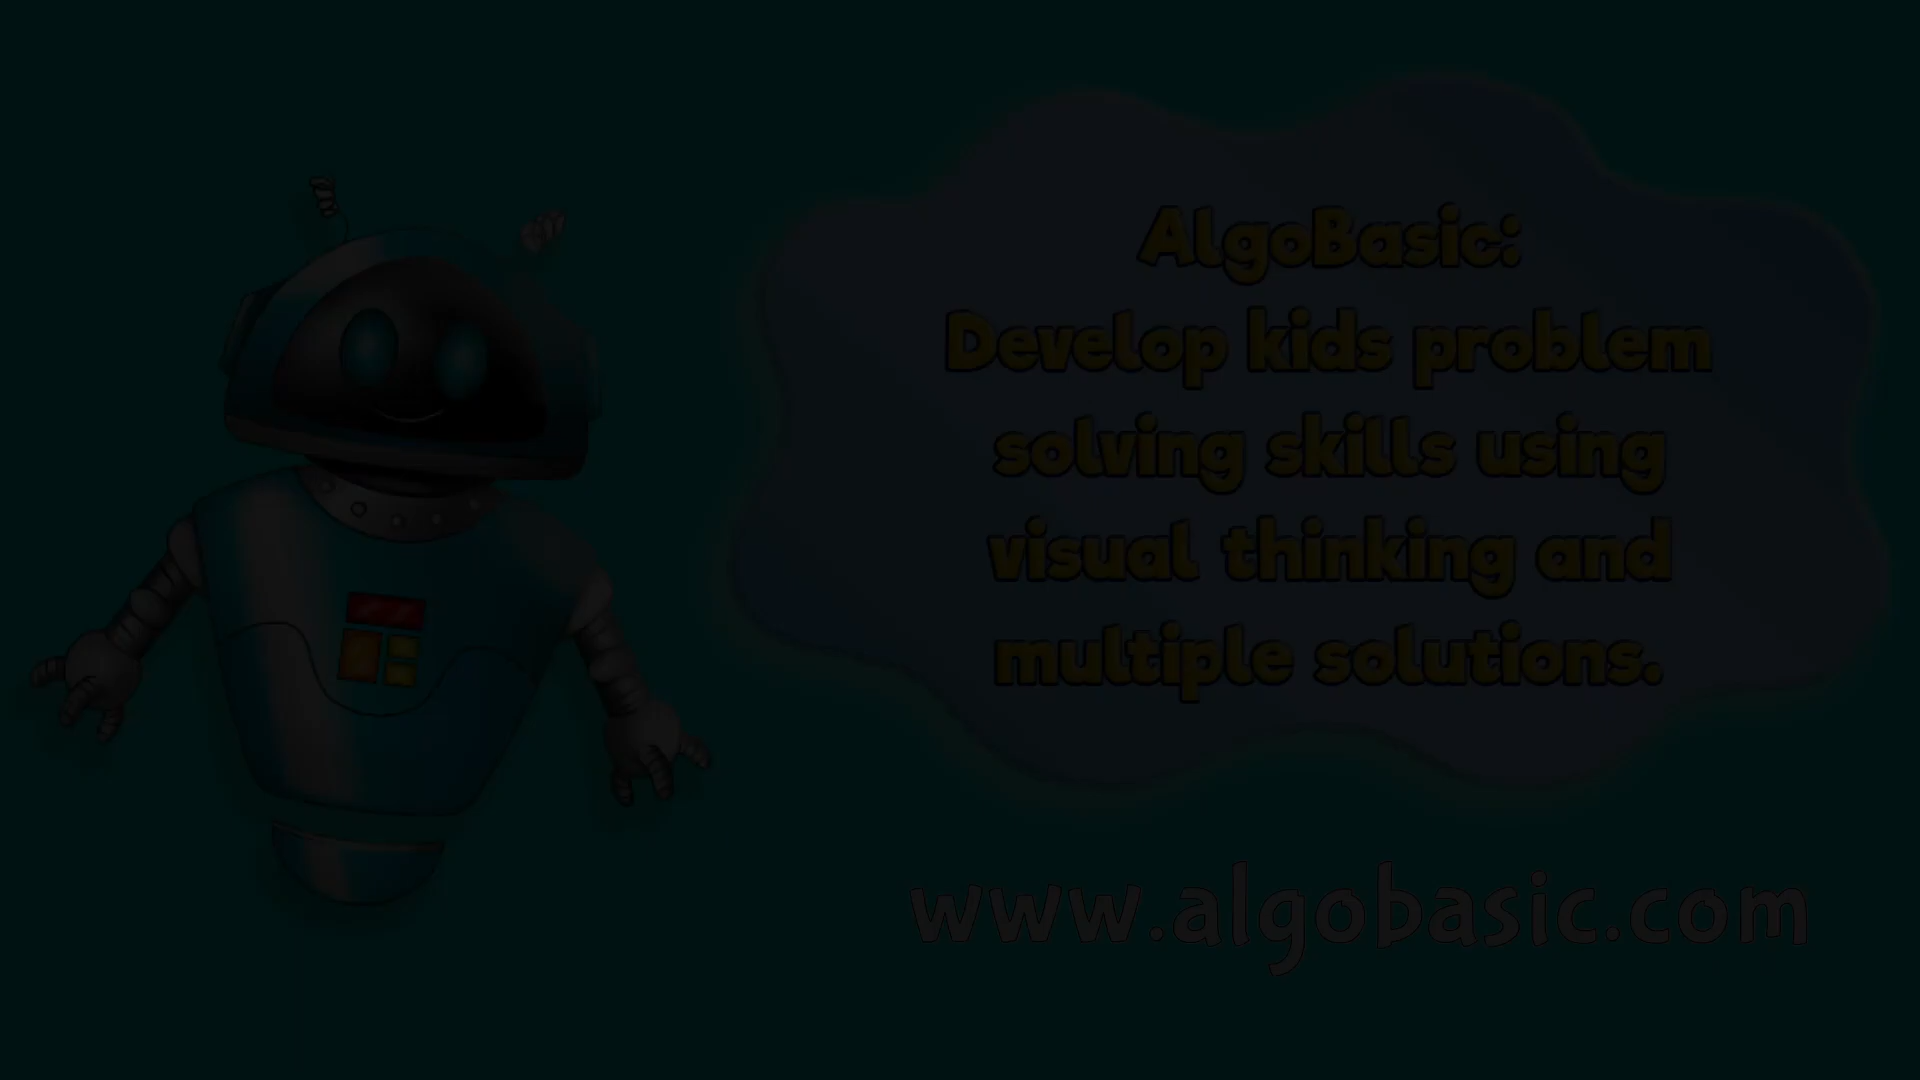 AlgoBasic:
Develop kids problem
solving skills using
visual thinking and
multiple solutions.
www.algobasic.com